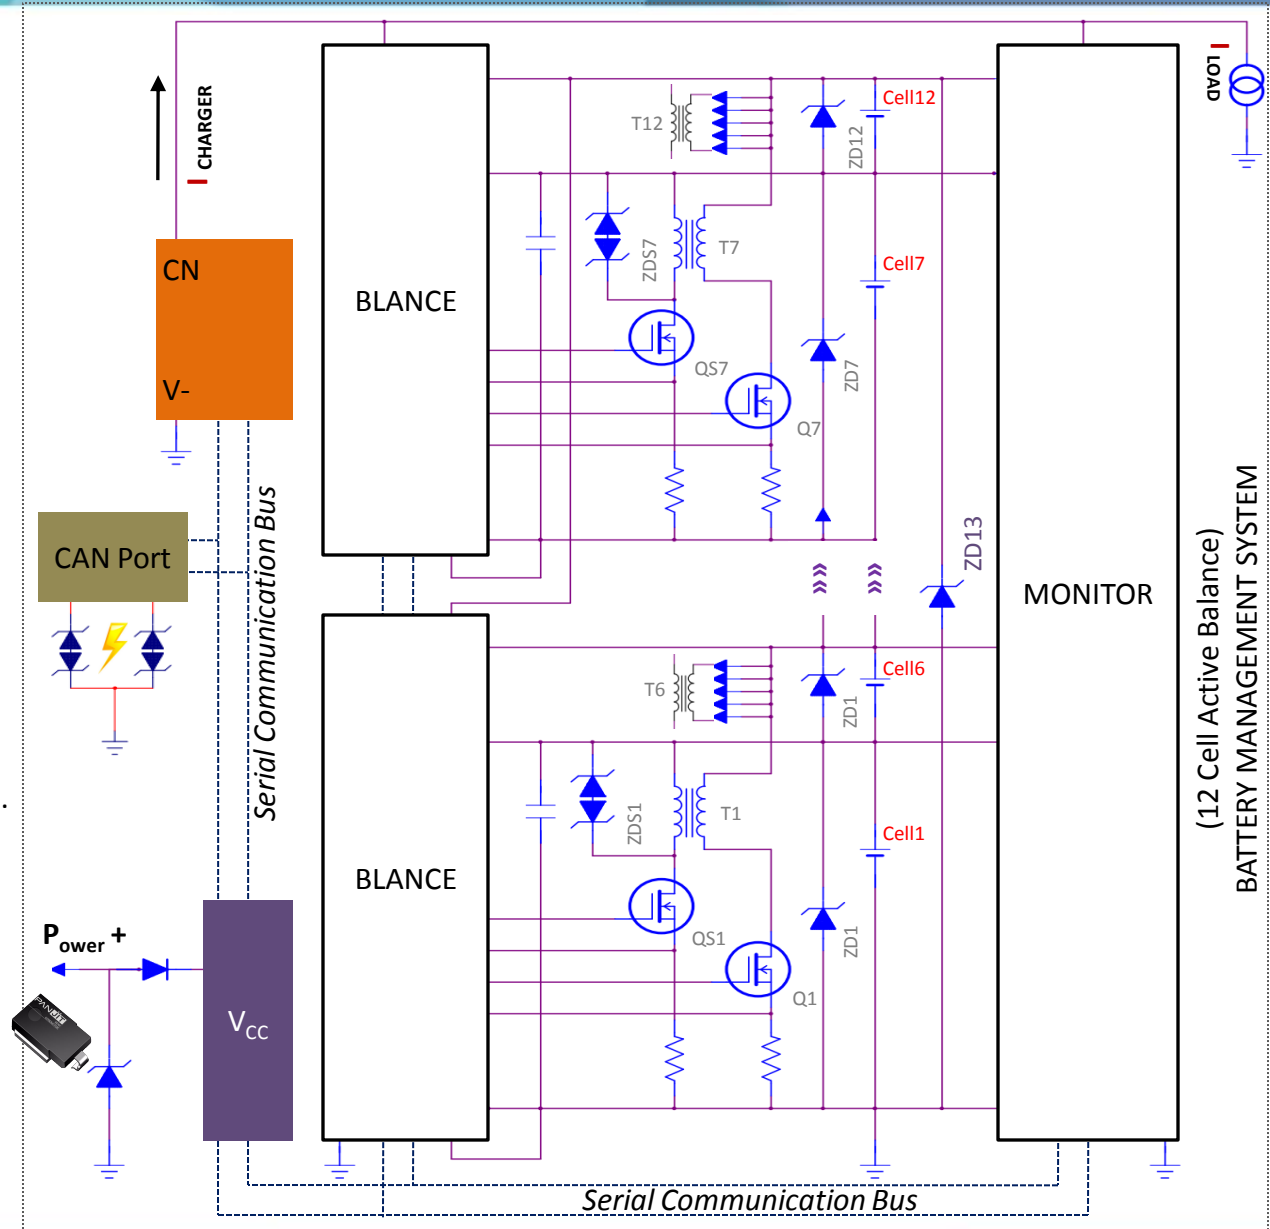 I CHARGER
I LOAD
CN
V-
BLANCE
T12
Cell12
ZD12
ZDS7
T7
Cell7
QS7
ZD7
Q7
CAN Port
Serial Communication Bus
ZD13
MONITOR
(12 Cell Active Balance)
BATTERY MANAGEMENT SYSTEM
T6
Cell6
ZD1
ZDS1
T1
Cell1
BLANCE
QS1
ZD1
Q1
Power +
PANJIT
VCC
Serial Communication Bus